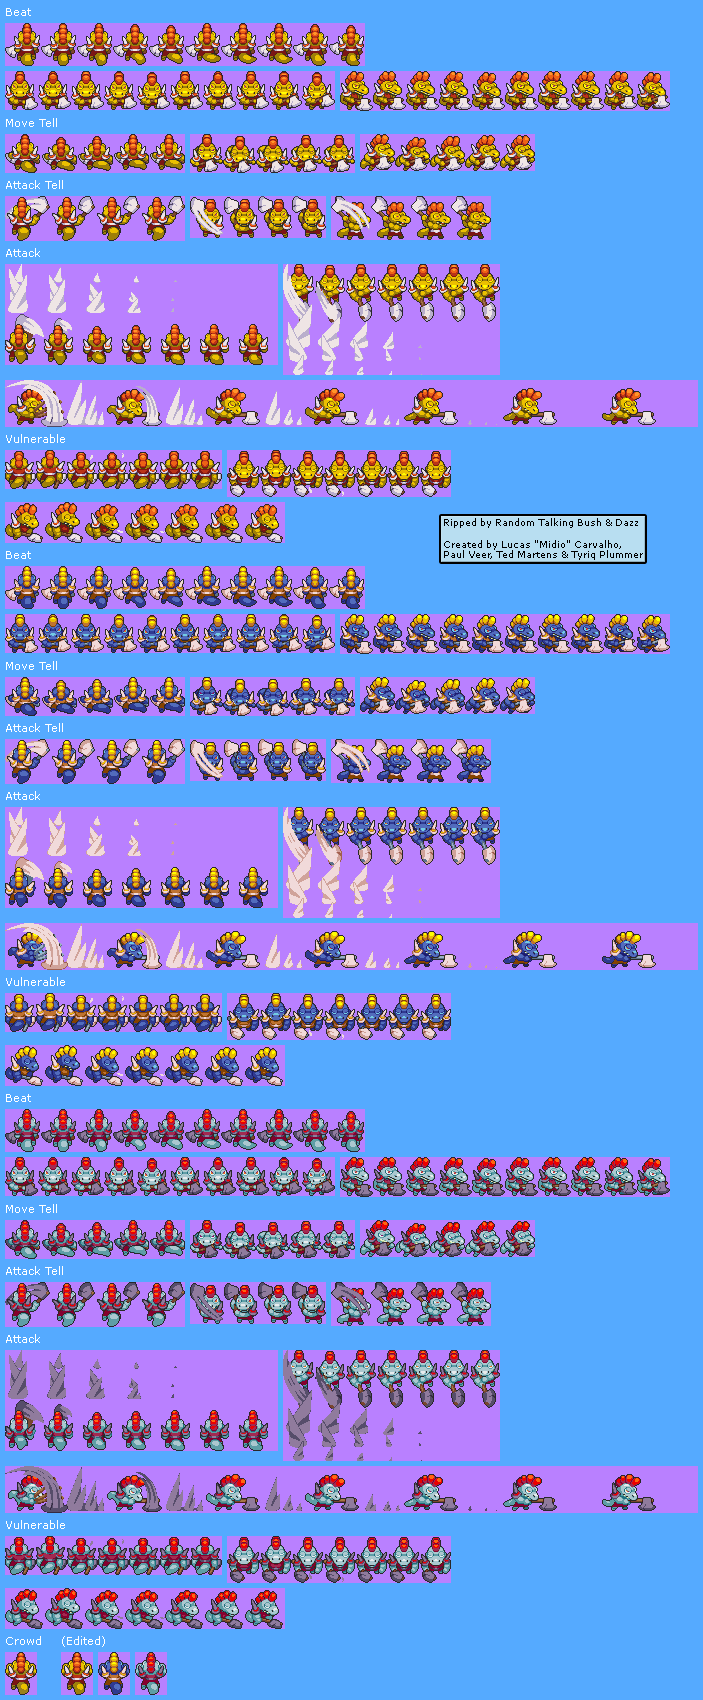 Beat
Move Tell
Attack Tell
Attack
Vulnerable
Ripped by Random Talking Bush & Dazz
Created by Lucas "Midio" Carvalho,
Paul Veer, Ted Martens & Tyriq Plummer
Beat
Move Tell
Attack Tell
Attack
Vulnerable
Beat
Move Tell
Attack Tell
Attack
Vulnerable
Crowd (Edited)